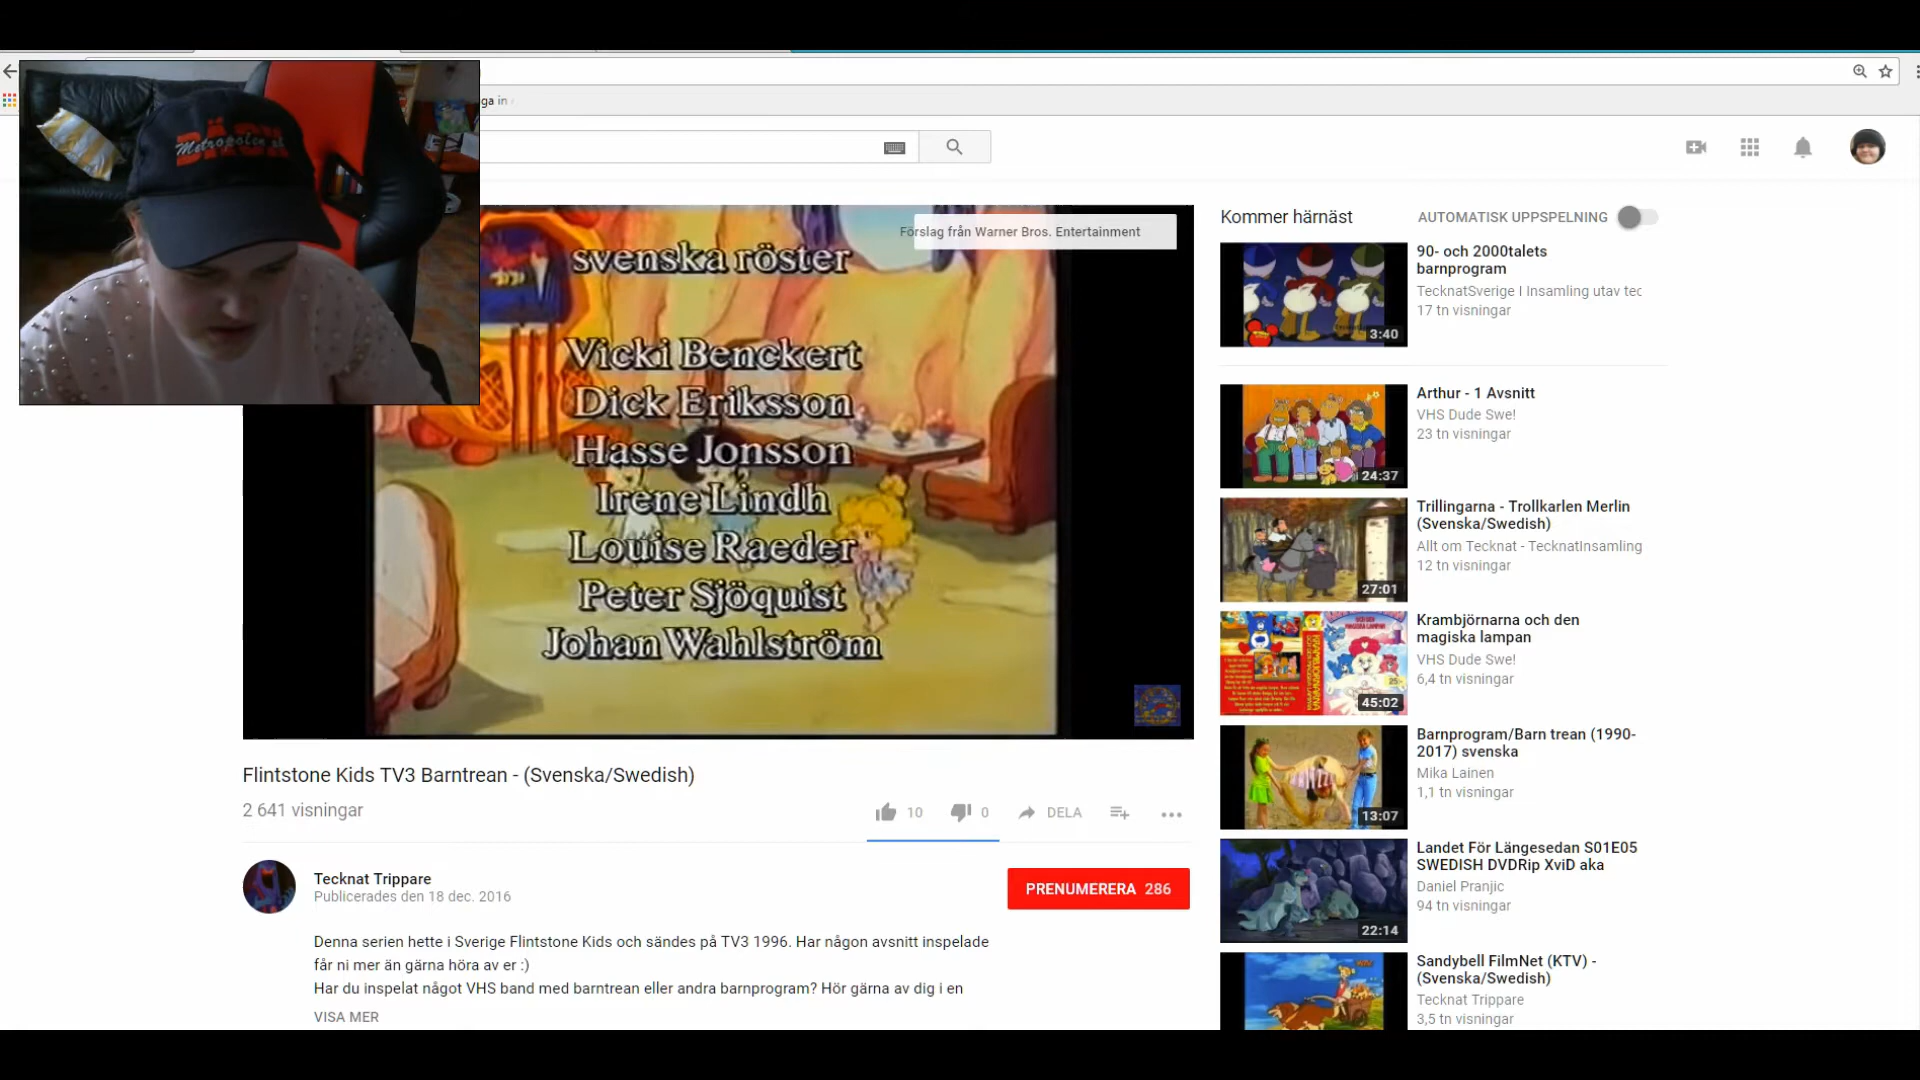 ga in
BÄCK
Metropolen.ab
Förslag från Warner Bros. Entertainment
svenska röster
Vicki Benckert
Dick Eriksson
Hasse Jonsson
Irene Lindh
Louise Raeder
Peter Sjöquist
Johan Wahlström
Flintstone Kids TV3 Barntrean - (Svenska/Swedish)
2 641 visningar
10
0
DELA
Tecknat Trippare
Publicerades den 18 dec. 2016
PRENUMERERA 286
Denna serien hette i Sverige Flintstone Kids och sändes på TV3 1996. Har någon avsnitt inspelade
får ni mer än gärna höra av er :)
Har du inspelat något VHS band med barntrean eller andra barnprogram? Hör gärna av dig i en
VISA MER
Kommer härnäst
AUTOMATISK UPPSPELNING
3:40
90- och 2000talets
barnprogram
TecknatSverige I Insamling utav tec
17 tn visningar
24:37
Arthur - 1 Avsnitt
VHS Dude Swe!
23 tn visningar
27:01
Trillingarna - Trollkarlen Merlin
(Svenska/Swedish)
Allt om Tecknat - TecknatInsamling
12 tn visningar
45:02
Krambjörnarna och den
magiska lampan
VHS Dude Swe!
6,4 tn visningar
13:07
Barnprogram/Barn trean (1990-
2017) svenska
Mika Lainen
1,1 tn visningar
22:14
Landet För Längesedan S01E05
SWEDISH DVDRip XviD aka
Daniel Pranjic
94 tn visningar
Sandybell FilmNet (KTV) -
(Svenska/Swedish)
Tecknat Trippare
3,5 tn visningar